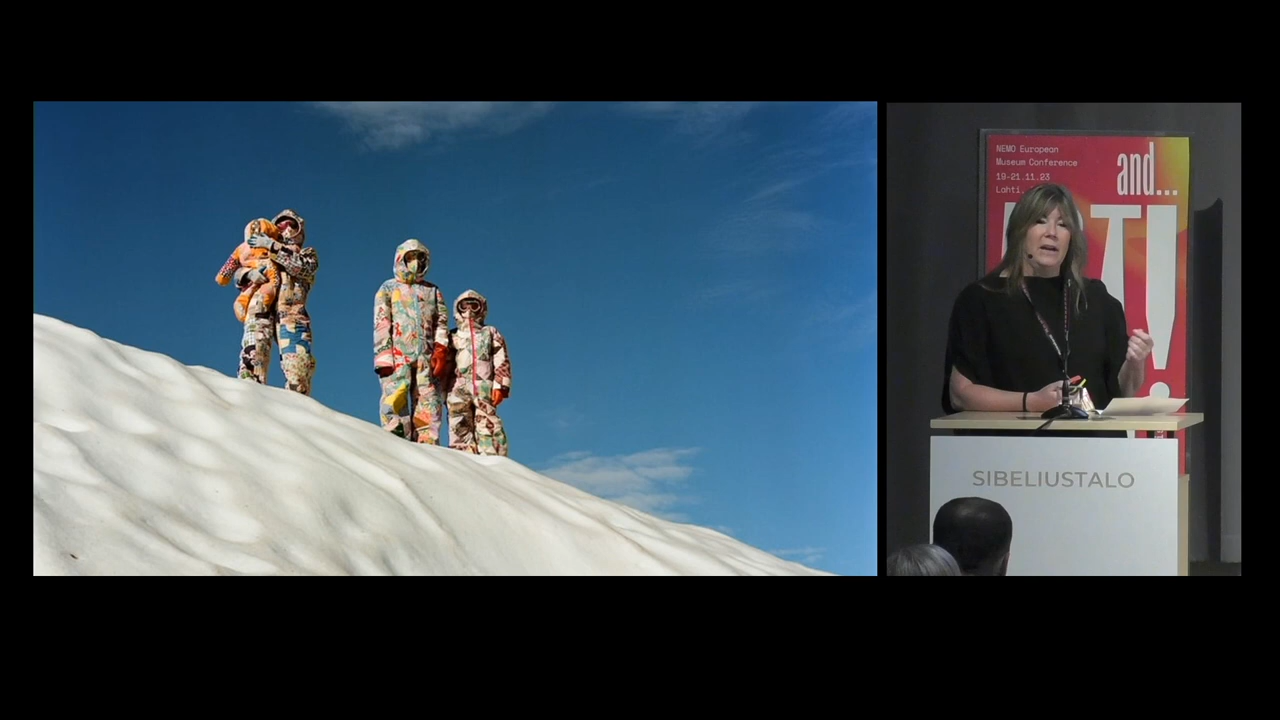 NEMO European
Museum Conference
19-21.11.23
Lahti,
and...
SIBELIUSTALO